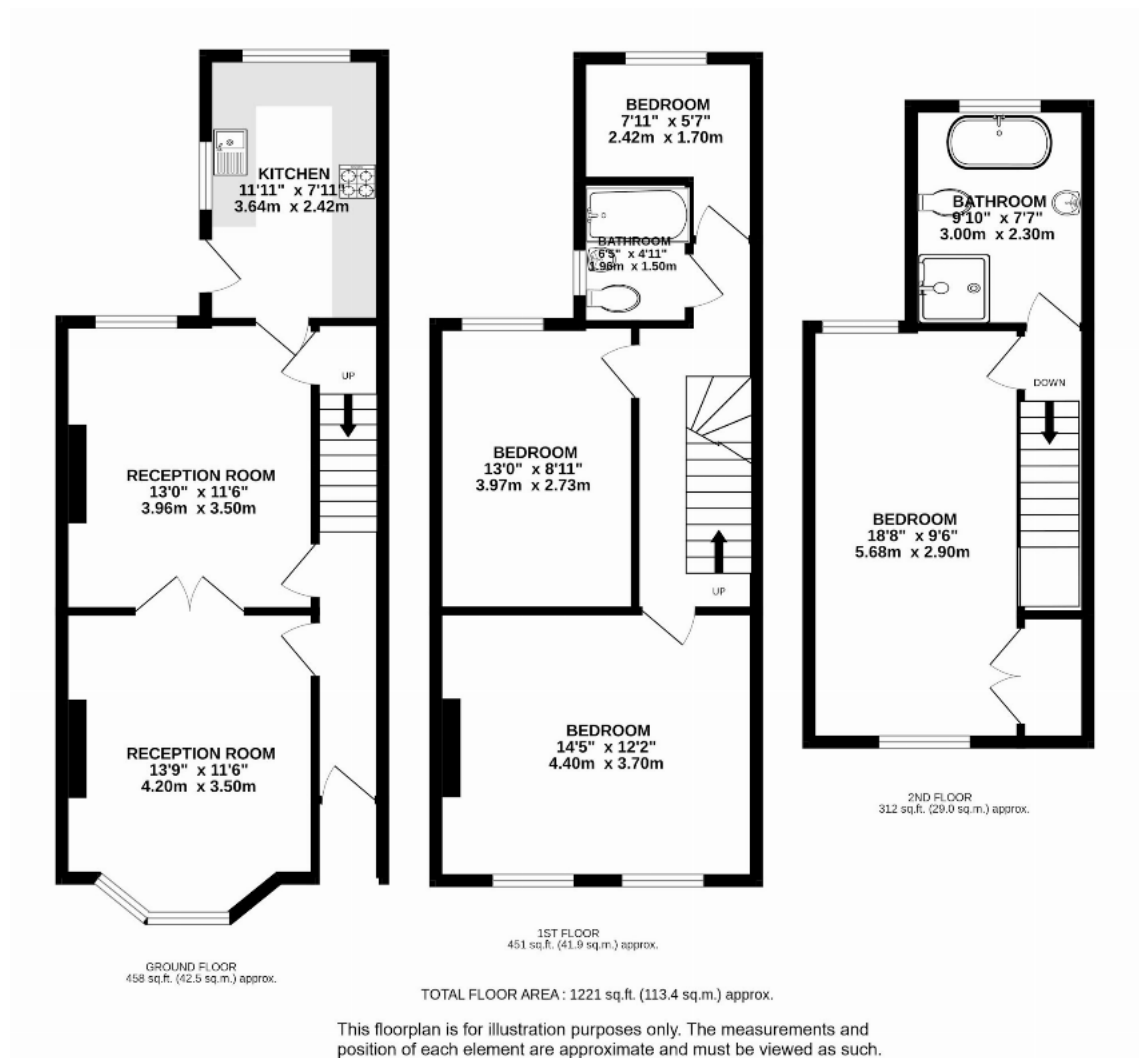 KITCHEN
11'11" x 7'11"
3.64m x 2.42m
UP
RECEPTION ROOM
13'0" x 11'6"
3.96m x 3.50m
RECEPTION ROOM
13'9" x 11'6"
4.20m x 3.50m
GROUND FLOOR
458 sq.ft. (42.5 sq.m.) approx.
BEDROOM
7'11" x 5'7"
2.42m x 1.70m
BATHROOM
6'5" x 4'11"
1.96m x 1.50m
BEDROOM
13'0" x 8'11"
3.97m x 2.73m
UP
BEDROOM
14'5" x 12'2"
4.40m x 3.70m
1ST FLOOR
451 sq.ft. (41.9 sq.m.) approx.
BATHROOM
9'10" x 7'7"
3.00m x 2.30m
DOWN
BEDROOM
18'8" x 9'6"
5.68m x 2.90m
2ND FLOOR
312 sq.ft. (29.0 sq.m.) approx.
TOTAL FLOOR AREA : 1221 sq.ft. (113.4 sq.m.) approx.
This floorplan is for illustration purposes only. The measurements and
position of each element are approximate and must be viewed as such.